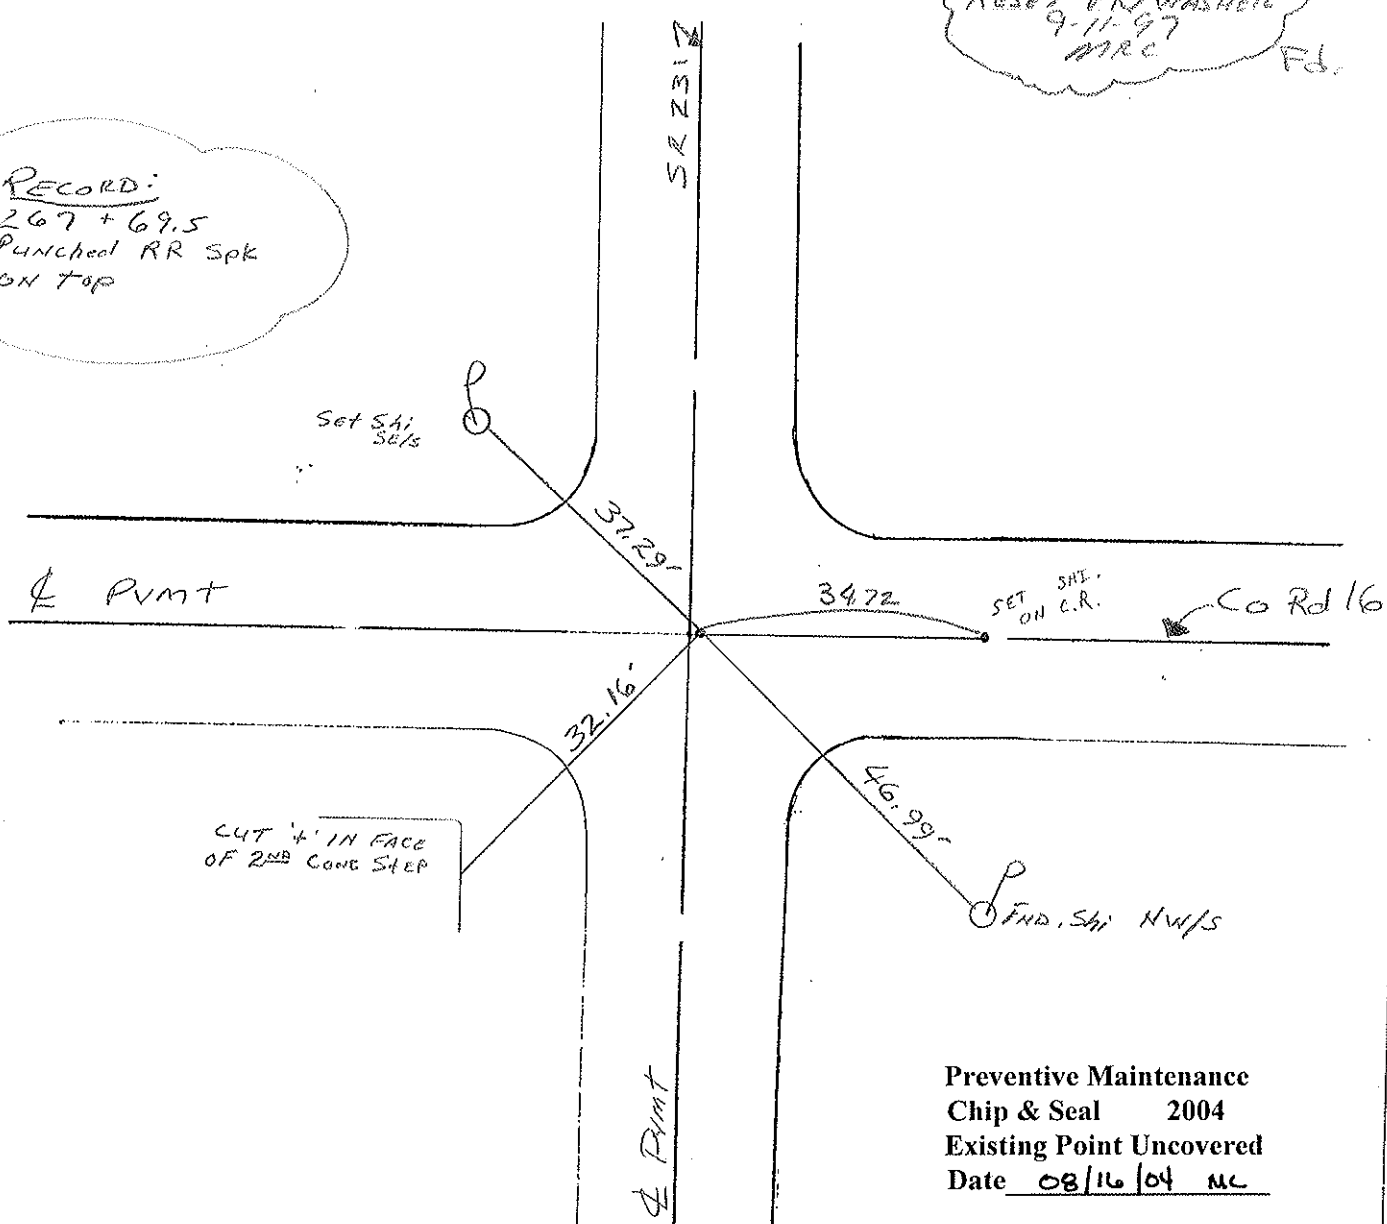 9-11-97
MRC
Fd.
SR 2317
RECORD:
267 + 69.5
Punched RR Spk
ON top
Set Shi
SE/s
37.29'
℄ PVMT
34.72
SET SHI.
ON C.R.
Co Rd 16
32.16'
46.99'
CUT '+' IN FACE
OF 2ND CONC StEP
FND. Shi NW/S
℄ PVMT
Preventive Maintenance
Chip & Seal 2004
Existing Point Uncovered
Date 08/16/04 MC